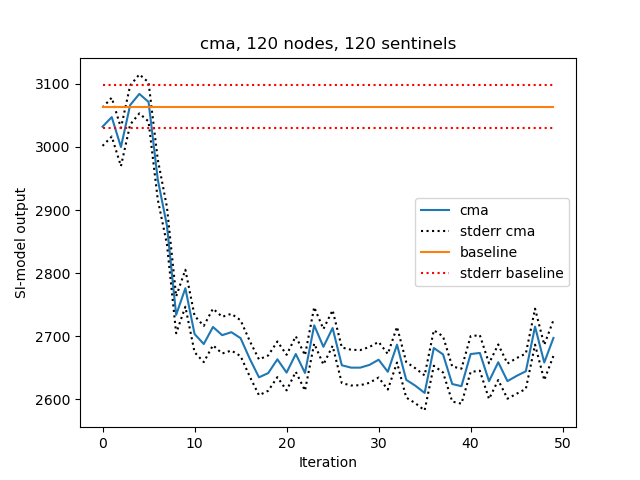 cma, 120 nodes, 120 sentinels
SI-model output
3100
3000
2900
2800
2700
2600
cma
stderr cma
baseline
stderr baseline
0
10
20
30
40
50
Iteration